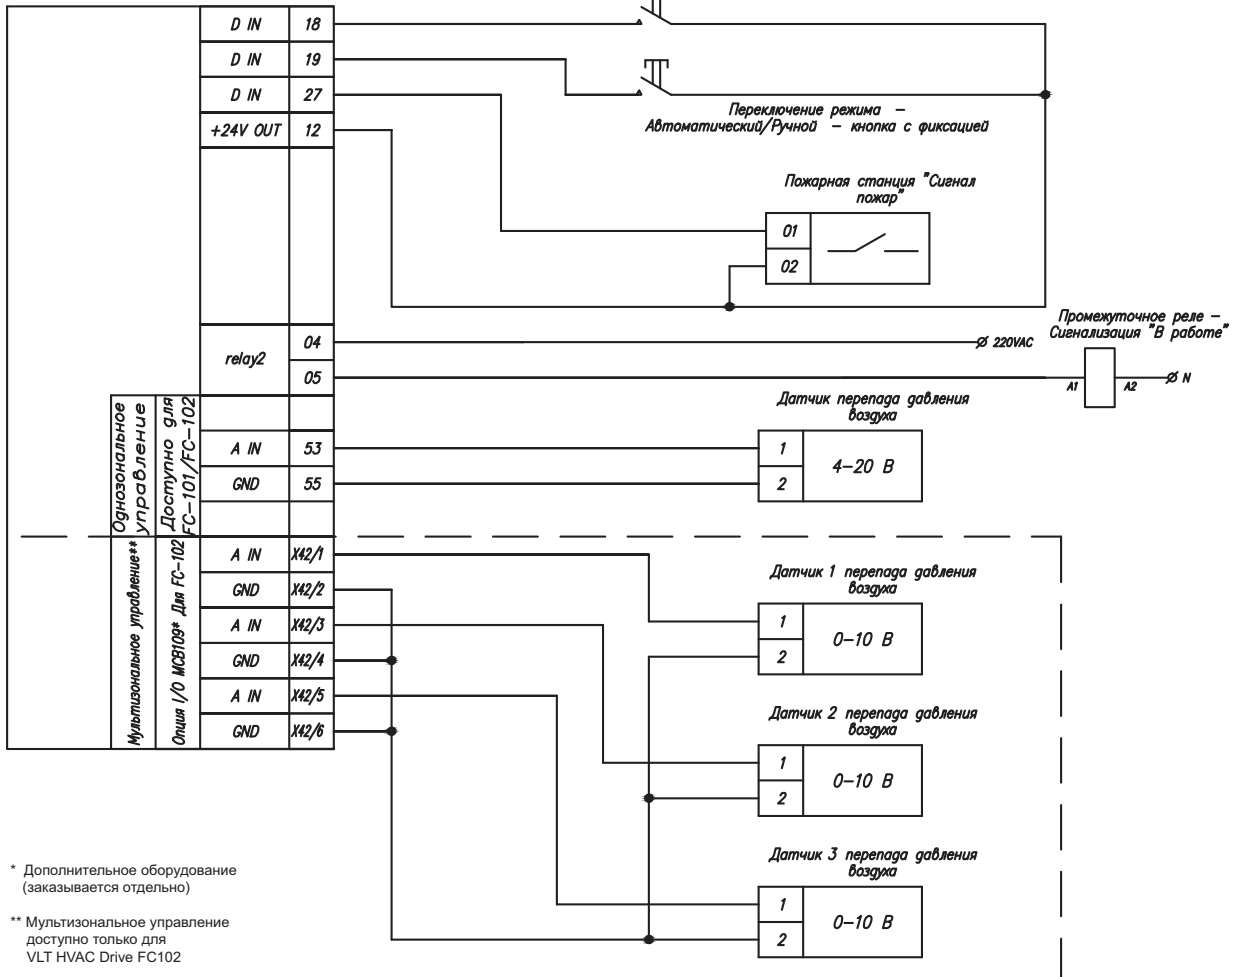 D IN 18
D IN 19
D IN 27
+24V OUT 12
Переключение режима –
Автоматический/Ручной – кнопка с фиксацией
Пожарная станция "Сигнал
пожар"
01
02
relay2
04
05
220VAC
Промежуточное реле –
Сигнализация "В работе"
A1
A2
N
Однозональное
управление
Доступно для
FC-101/FC-102
A IN 53
GND 55
Датчик перепада давления
воздуха
1
2
4-20 В
Мультизональное управление**
Опция I/O MCB109* Для FC-102
A IN X42/1
GND X42/2
A IN X42/3
GND X42/4
A IN X42/5
GND X42/6
Датчик 1 перепада давления
воздуха
1
2
0-10 В
Датчик 2 перепада давления
воздуха
1
2
0-10 В
Датчик 3 перепада давления
воздуха
1
2
0-10 В
* Дополнительное оборудование
(заказывается отдельно)
** Мультизональное управление
доступно только для
VLT HVAC Drive FC102